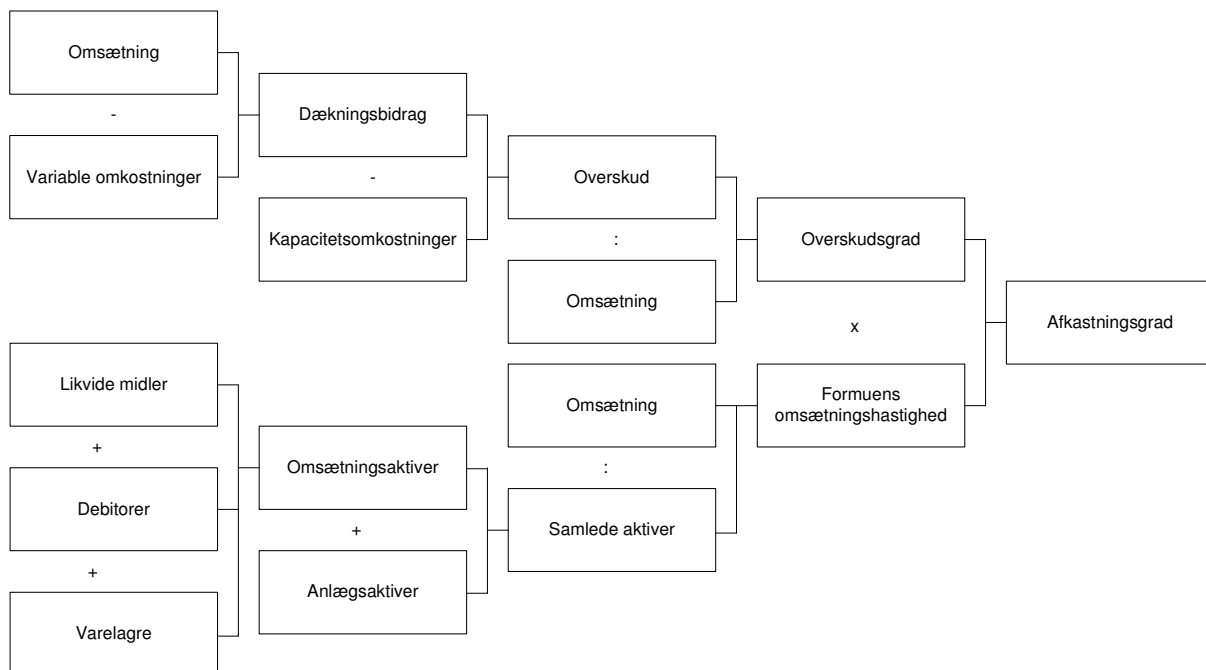 Omsætning
-
Variable omkostninger
Dækningsbidrag
-
Kapacitetsomkostninger
Overskud
:
Omsætning
Overskudsgrad
x
Afkastningsgrad
Likvide midler
+
Debitorer
+
Varelagre
Omsætningsaktiver
+
Anlægsaktiver
Omsætning
:
Samlede aktiver
Formuens
omsætningshastighed